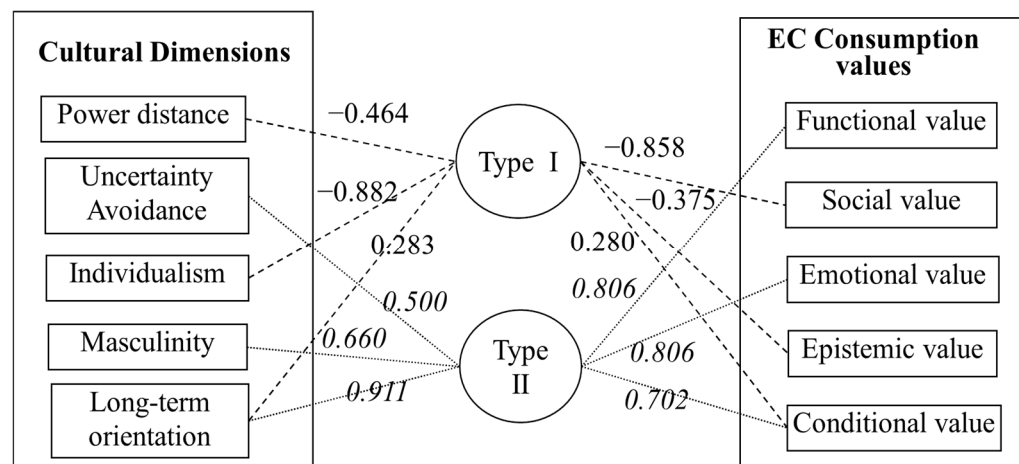 Cultural Dimensions
Power distance
Uncertainty
Avoidance
Individualism
Masculinity
Long-term
orientation
−0.464
−0.882
0.283
0.500
0.660
0.911
Type I
Type
II
−0.858
−0.375
0.280
0.806
0.806
0.702
EC Consumption
values
Functional value
Social value
Emotional value
Epistemic value
Conditional value